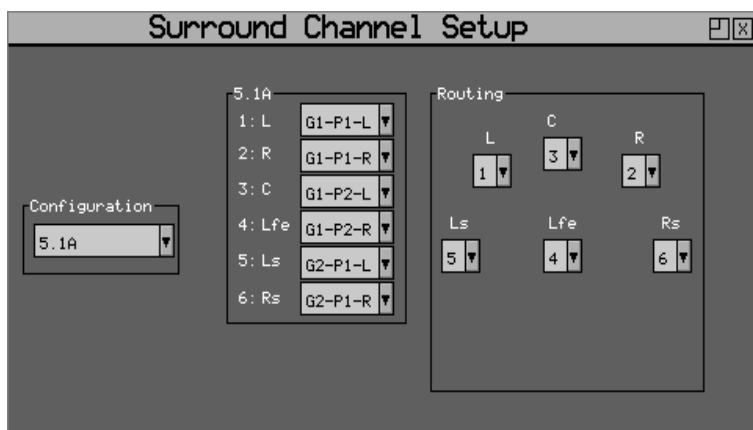 Surround Channel Setup
Configuration
5.1A
5.1A
1: L G1-P1-L
2: R G1-P1-R
3: C G1-P2-L
4: Lfe G1-P2-R
5: Ls G2-P1-L
6: Rs G2-P1-R
Routing
L C R
1 3 2
Ls Lfe Rs
5 4 6